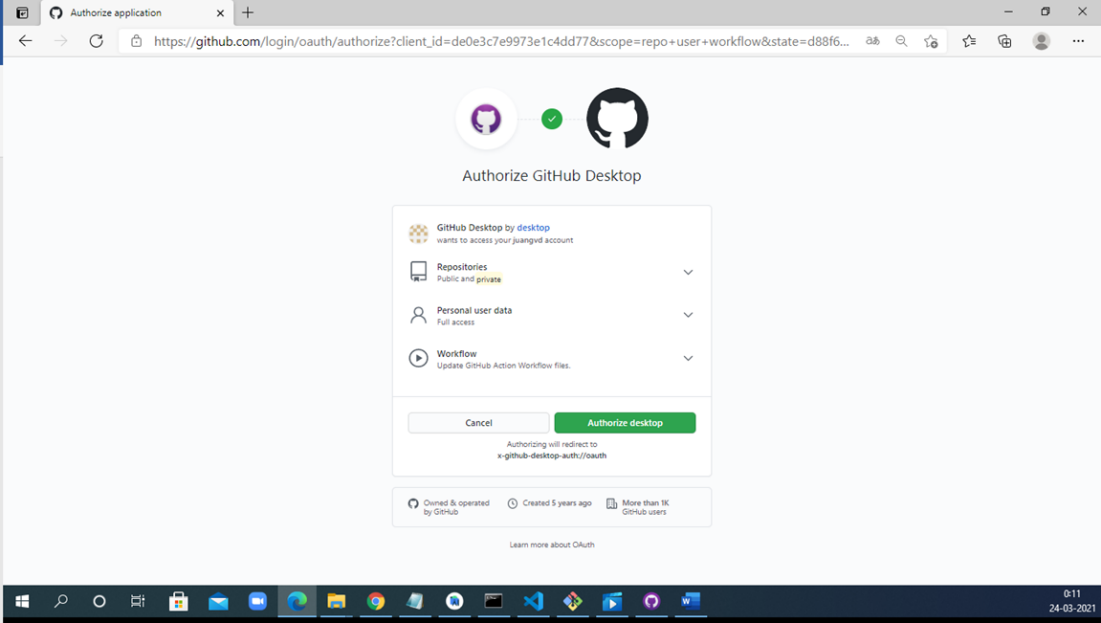 Authorize application
https://github.com/login/oauth/authorize?client_id=de0e3c7e9973e1c4dd77&scope=repo+user+workflow&state=d88f6...
Authorize GitHub Desktop
GitHub Desktop by desktop
wants to access your juangvd account
Repositories
Public and private
Personal user data
Full access
Workflow
Update GitHub Action Workflow files.
Cancel
Authorize desktop
Authorizing will redirect to
x-github-desktop-auth://oauth
Owned & operated
by GitHub
Created 5 years ago
More than 1K
GitHub users
Learn more about OAuth
0:11
24-03-2021